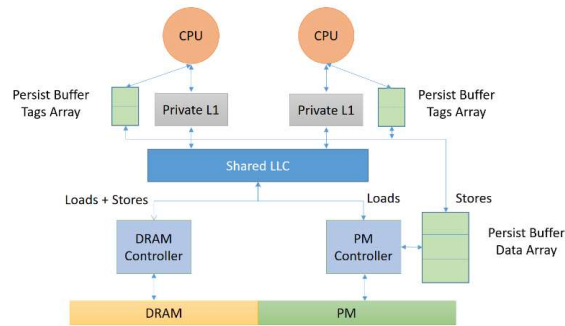 CPU
CPU
Persist Buffer
Tags Array
Private L1
Private L1
Persist Buffer
Tags Array
Shared LLC
Loads + Stores
Loads
Stores
DRAM
Controller
PM
Controller
Persist Buffer
Data Array
DRAM
PM